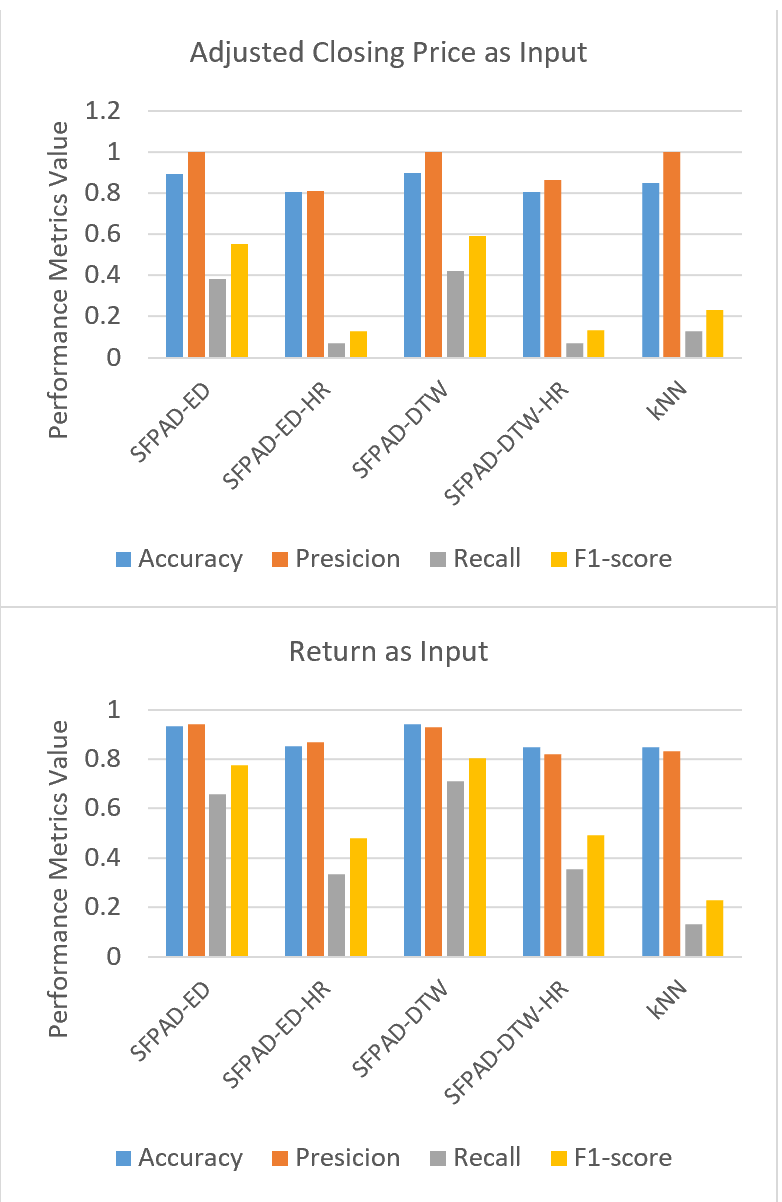 Adjusted Closing Price as Input
Performance Metrics Value
1.2
1
0.8
0.6
0.4
0.2
0
SFPAD-ED
SFPAD-ED-HR
SFPAD-DTW
SFPAD-DTW-HR
kNN
Accuracy Presicion Recall F1-score
Return as Input
Performance Metrics Value
1
0.8
0.6
0.4
0.2
0
SFPAD-ED
SFPAD-ED-HR
SFPAD-DTW
SFPAD-DTW-HR
kNN
Accuracy Presicion Recall F1-score